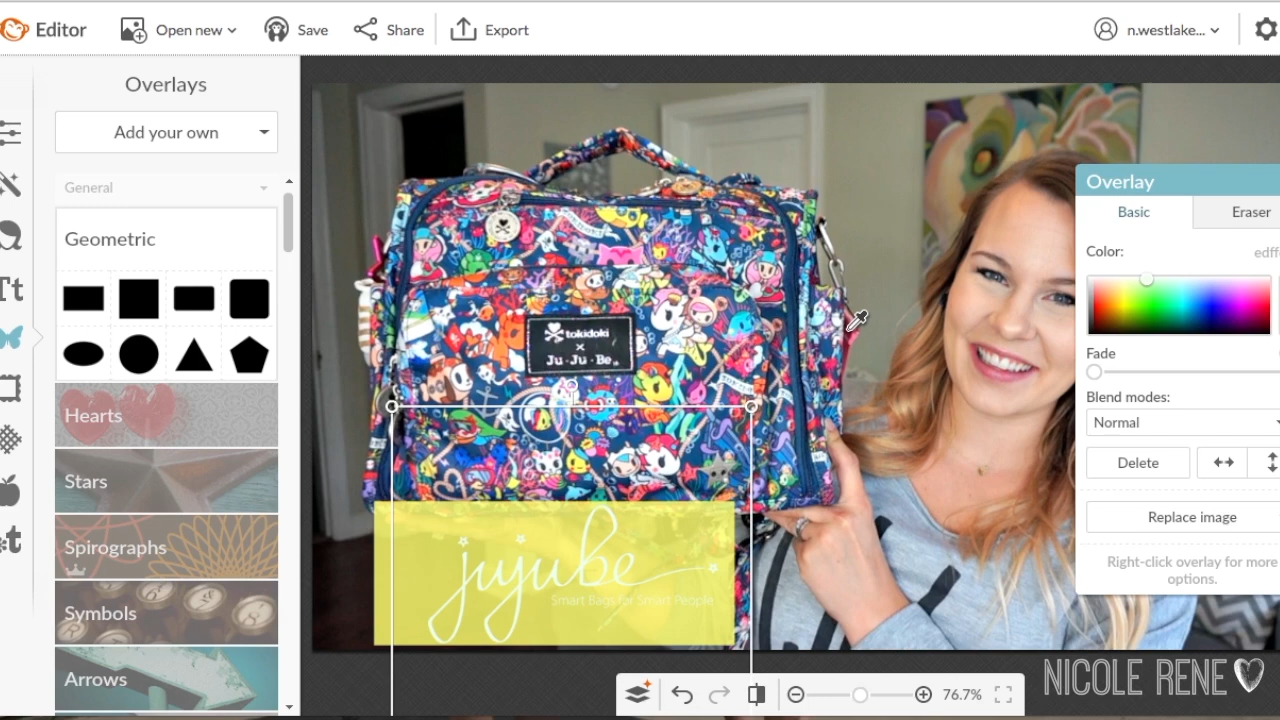 Editor
Open new
Save
Share
Export
n.westlake...
Overlays
Add your own
General
Geometric
Hearts
Stars
Spirographs
Symbols
Arrows
Tt
tokidoki
x
Ju·Ju·Be
jujube
Smart Bags for Smart People
Overlay
Basic
Eraser
Color:
edff
Fade
Blend modes:
Normal
Delete
Replace image
Right-click overlay for more
options.
76.7%
NICOLE RENE